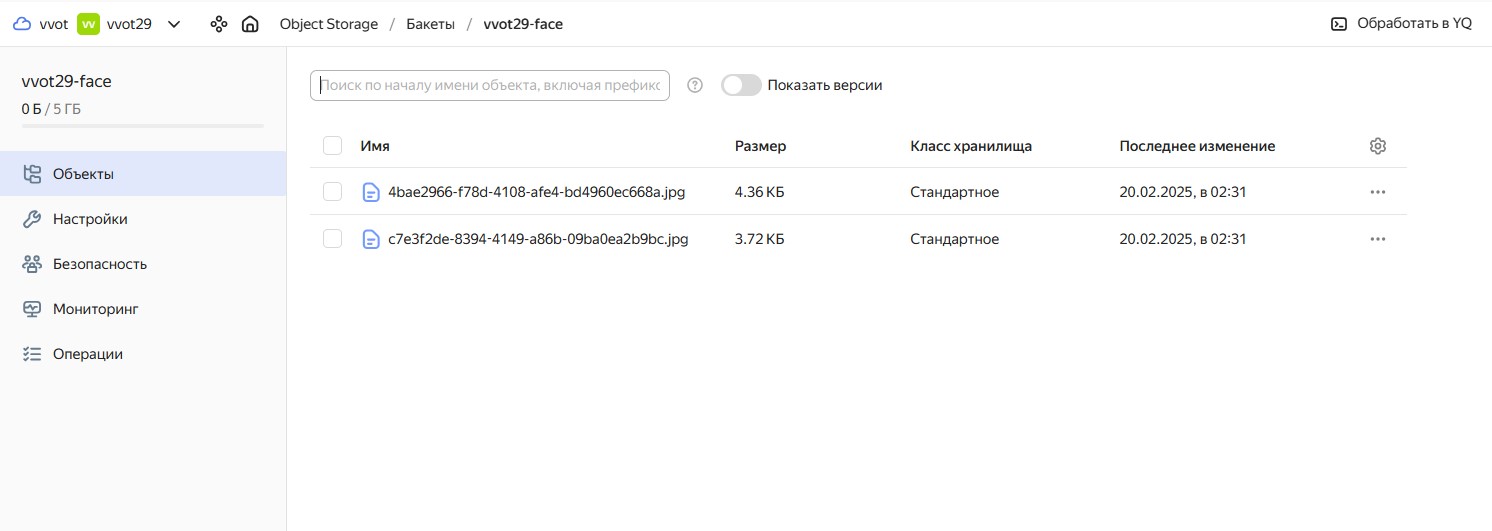 vvot vv vvot29 Object Storage / Бакеты / vvot29-face Обработать в YQ
vvot29-face
0 Б / 5 ГБ
Объекты
Настройки
Безопасность
Мониторинг
Операции
Поиск по началу имени объекта, включая префикс Показать версии
Имя Размер Класс хранилища Последнее изменение
4bae2966-f78d-4108-afe4-bd4960ec668a.jpg 4.36 КБ Стандартное 20.02.2025, в 02:31
c7e3f2de-8394-4149-a86b-09ba0ea2b9bc.jpg 3.72 КБ Стандартное 20.02.2025, в 02:31